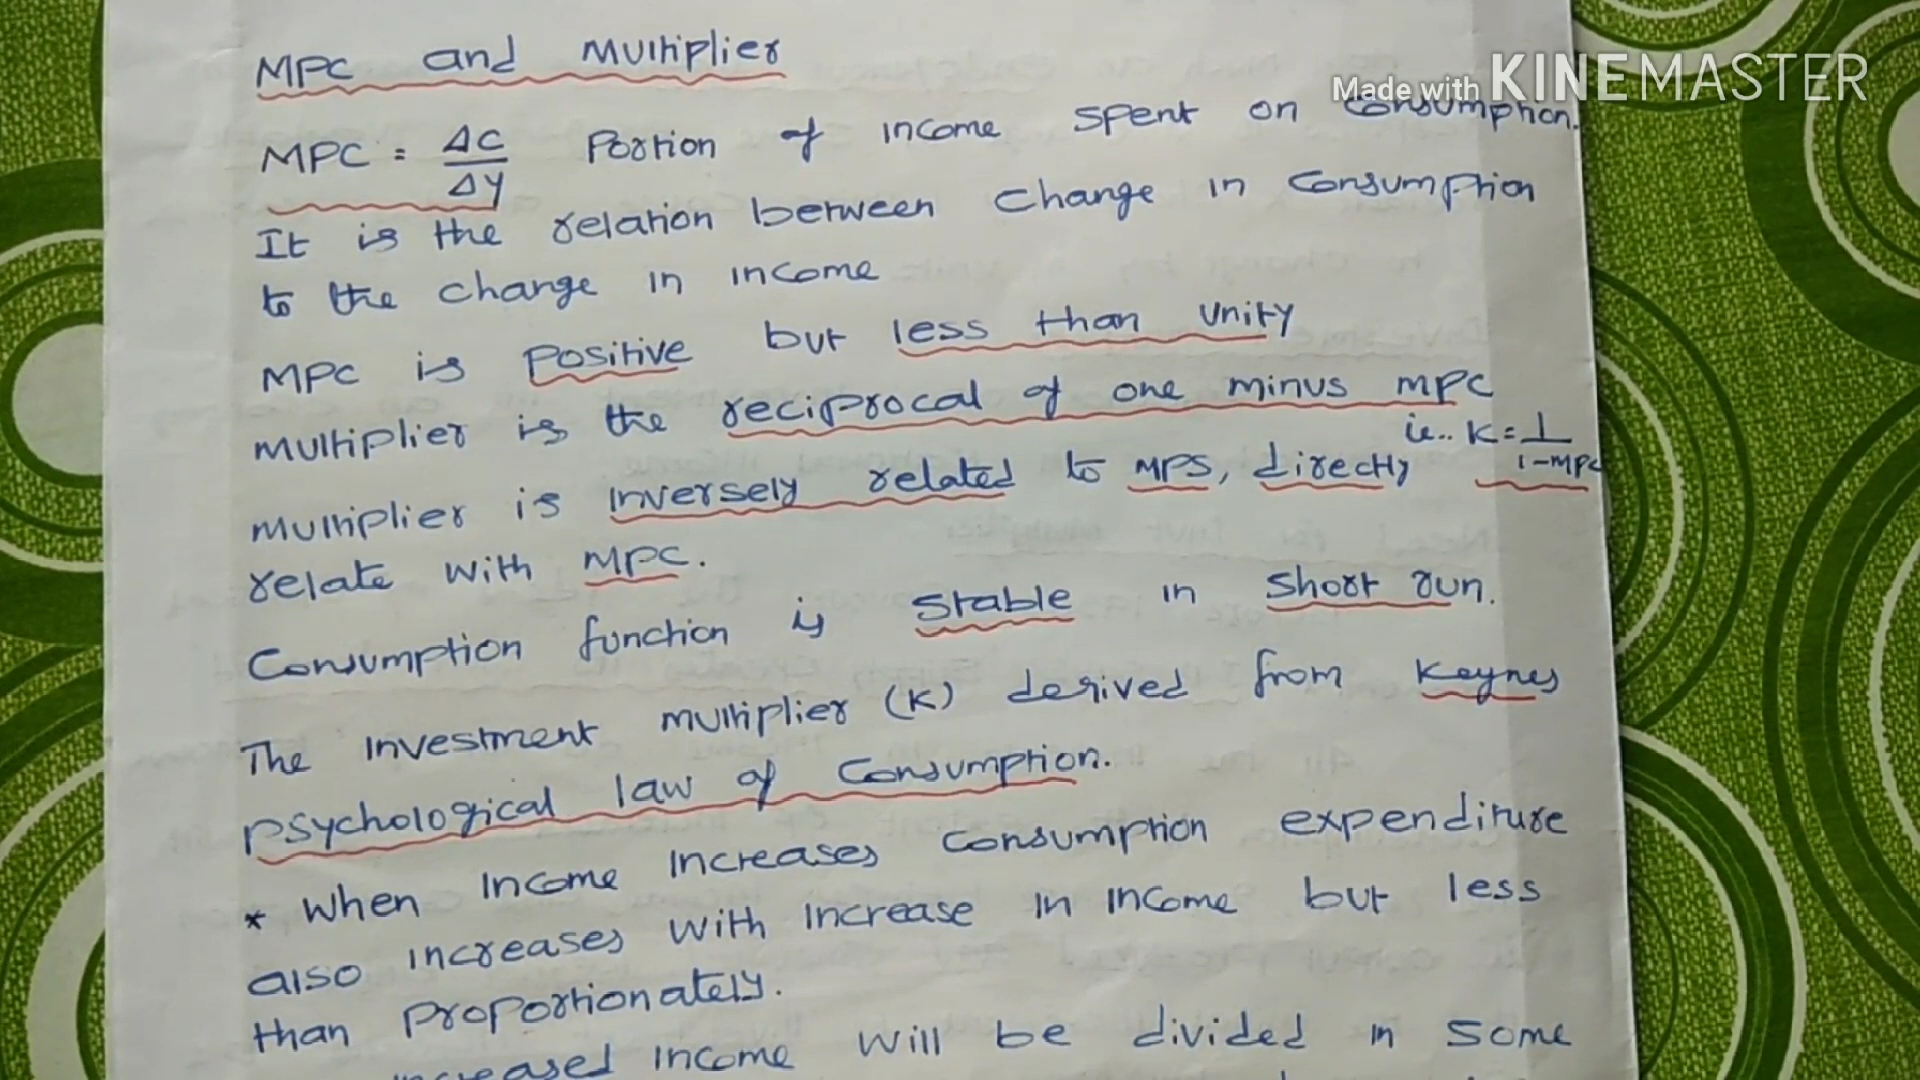 Made with KINEMASTER
MPC and Multiplier
MPC = ΔC/ΔY Portion of income spent on Consumption.
It is the relation between change in Consumption
to the change in income
MPC is Positive but less than Unity
Multiplier is the reciprocal of one minus MPC
i.e.. K = 1/1-MPC
Multiplier is inversely related to MPS, directly
relate with MPC.
Consumption function is Stable in Short run.
The investment multiplier (K) derived from Keynes
Psychological law of Consumption.
* When income increases Consumption expenditure
also increases with increase in income but less
than Proportionately.
increased income will be divided in Some